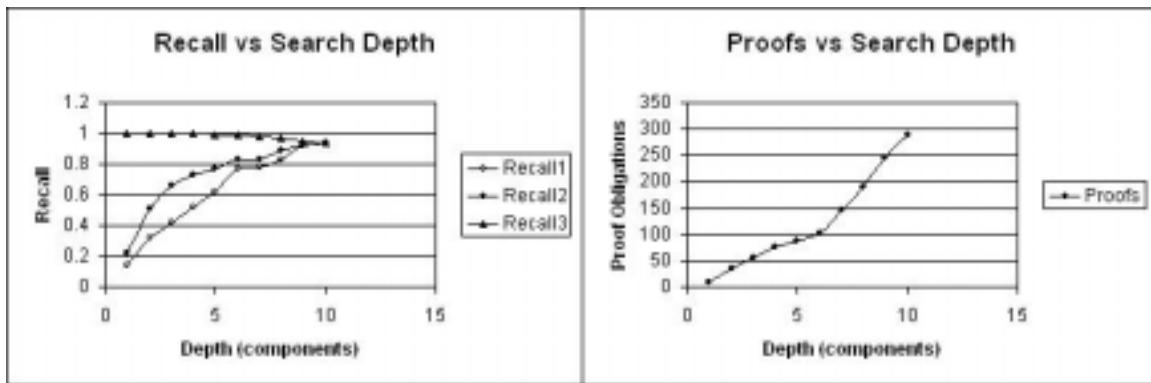 Recall vs Search Depth
1.2
1
0.8
0.6
0.4
0.2
0
Recall
0 5 10 15
Depth (components)
Recall1
Recall2
Recall3
Proofs vs Search Depth
350
300
250
200
150
100
50
0
Proof Obligations
0 5 10 15
Depth (components)
Proofs